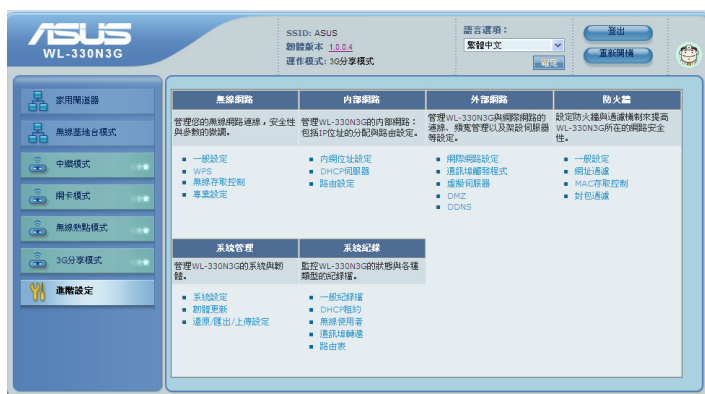 ASUS
WL-330N3G
SSID: ASUS
韌體版本 1.0.0.4
運作模式: 3G分享模式
語言選項：
繁體中文
設定
登出
重新開機
家用閘道器
無線基地台模式
中繼模式
網卡模式
無線熱點模式
3G分享模式
進階設定
無線網路
管理您的無線網路連線，安全性
與參數的微調。
一般設定
WPS
無線存取控制
專業設定
內部網路
管理WL-330N3G的內部網路：
包括IP位址的分配與路由設定。
內網位址設定
DHCP伺服器
路由設定
外部網路
管理WL-330N3G與網際網路的
連線、頻寬管理以及架設伺服器
等設定。
網際網路設定
通訊埠觸發程式
虛擬伺服器
DMZ
DDNS
防火牆
設定防火牆與過濾機制來提高
WL-330N3G所在的網路安全
性。
一般設定
網址過濾
MAC存取控制
封包過濾
系統管理
管理WL-330N3G的系統與韌
體。
系統設定
韌體更新
還原/匯出/上傳設定
系統紀錄
監控WL-330N3G的狀態與各種
類型的紀錄檔。
一般紀錄檔
DHCP租約
無線使用者
通訊埠轉遞
路由表